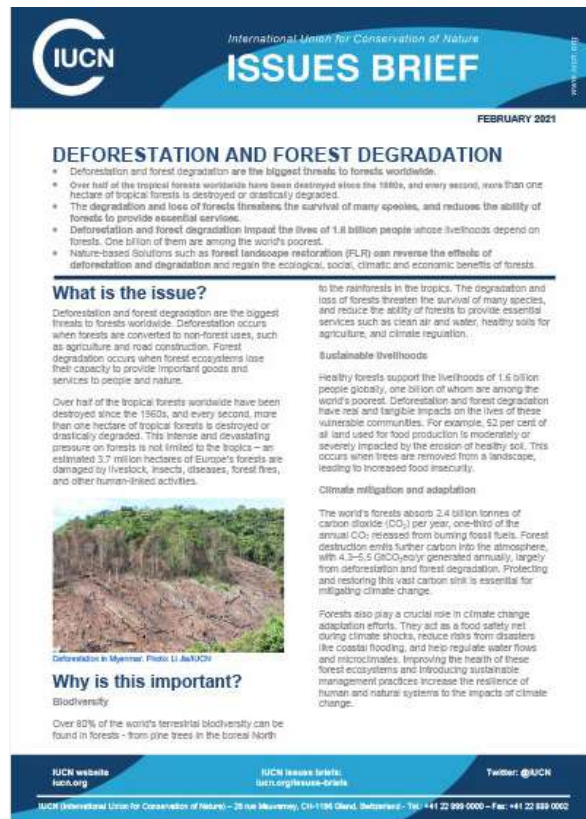 IUCN
International Union for Conservation of Nature
ISSUES BRIEF
FEBRUARY 2021
DEFORESTATION AND FOREST DEGRADATION
• Deforestation and forest degradation are the biggest threats to forests worldwide.
• Over half of the tropical forests worldwide have been destroyed since the 1960s, and every second, more than one
hectare of tropical forests is destroyed or drastically degraded.
• The degradation and loss of forests threatens the survival of many species, and reduces the ability of
forests to provide essential services.
• Deforestation and forest degradation impact the lives of 1.6 billion people whose livelihoods depend on
forests. One billion of them are among the world's poorest.
• Nature-based Solutions such as forest landscape restoration (FLR) can reverse the effects of
deforestation and degradation and regain the ecological, social, climatic and economic benefits of forests.
What is the issue?
Deforestation and forest degradation are the biggest
threats to forests worldwide. Deforestation occurs
when forests are converted to non-forest uses, such
as agriculture and road construction. Forest
degradation occurs when forest ecosystems lose
their capacity to provide important goods and
services to people and nature.
Over half of the tropical forests worldwide have been
destroyed since the 1960s, and every second, more
than one hectare of tropical forests is destroyed or
drastically degraded. This intense and devastating
pressure on forests is not limited to the tropics – an
estimated 3.7 million hectares of Europe's forests are
damaged by livestock, insects, diseases, forest fires,
and other human-linked activities.
Deforestation in Myanmar. Photo: Li Jia/IUCN
Why is this important?
Biodiversity
Over 80% of the world's terrestrial biodiversity can be
found in forests - from pine trees in the boreal North
to the rainforests in the tropics. The degradation and
loss of forests threaten the survival of many species,
and reduce the ability of forests to provide essential
services such as clean air and water, healthy soils for
agriculture, and climate regulation.
Sustainable livelihoods
Healthy forests support the livelihoods of 1.6 billion
people globally, one billion of whom are among the
world's poorest. Deforestation and forest degradation
have real and tangible impacts on the lives of these
vulnerable communities. For example, 52 per cent of
all land used for food production is moderately or
severely impacted by the erosion of healthy soil. This
occurs when trees are removed from a landscape,
leading to increased food insecurity.
Climate mitigation and adaptation
The world's forests absorb 2.4 billion tonnes of
carbon dioxide (CO₂) per year, one-third of the
annual CO₂ released from burning fossil fuels. Forest
destruction emits further carbon into the atmosphere,
with 4.3–5.5 GtCO₂eq/yr generated annually, largely
from deforestation and forest degradation. Protecting
and restoring this vast carbon sink is essential for
mitigating climate change.
Forests also play a crucial role in climate change
adaptation efforts. They act as a food safety net
during climate shocks, reduce risks from disasters
like coastal flooding, and help regulate water flows
and microclimates. Improving the health of these
forest ecosystems and introducing sustainable
management practices increase the resilience of
human and natural systems to the impacts of climate
change.
IUCN website
iucn.org
IUCN issues briefs:
iucn.org/issues-briefs
Twitter: @IUCN
IUCN (International Union for Conservation of Nature) – 28 rue Mauverney, CH-1196 Gland, Switzerland - Tel: +41 22 999 0000 – Fax: +41 22 999 0002